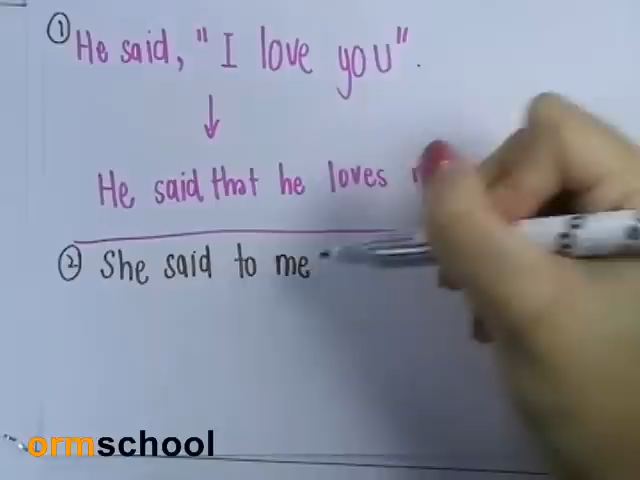 ① He said, "I love you".
↓
He said that he loves
② She said to me
ormschool